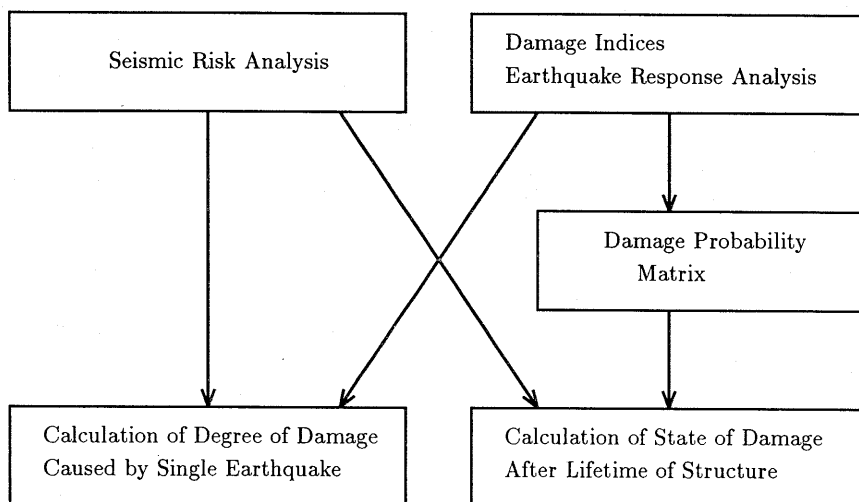 Seismic Risk Analysis
Damage Indices
Earthquake Response Analysis
Damage Probability
Matrix
Calculation of Degree of Damage
Caused by Single Earthquake
Calculation of State of Damage
After Lifetime of Structure